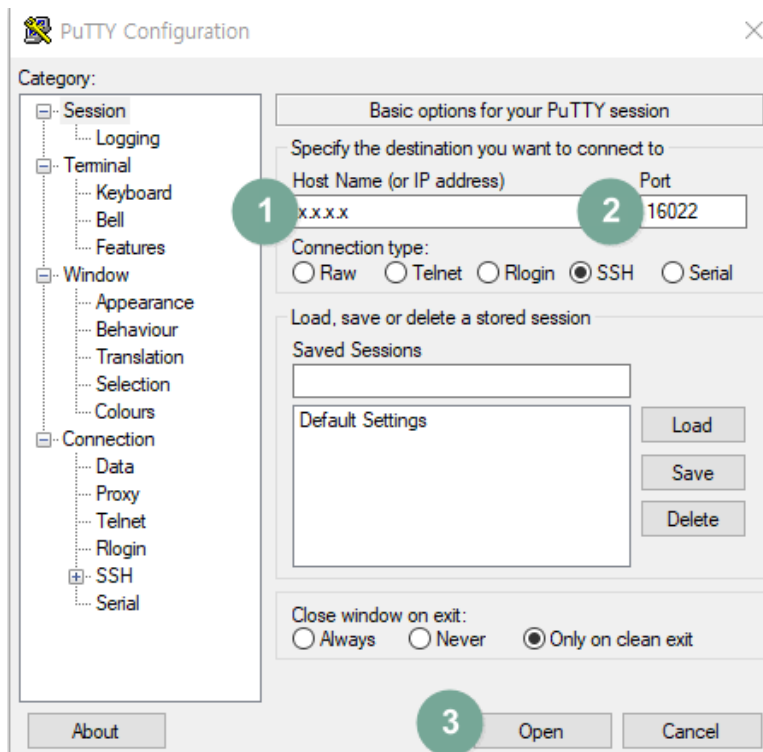 PuTTY Configuration
Category:
Session
Logging
Terminal
Keyboard
Bell
Features
Window
Appearance
Behaviour
Translation
Selection
Colours
Connection
Data
Proxy
Telnet
Rlogin
SSH
Serial
Basic options for your PuTTY session
Specify the destination you want to connect to
Host Name (or IP address) Port
1 x.x.x.x 2 16022
Connection type:
Raw Telnet Rlogin SSH Serial
Load, save or delete a stored session
Saved Sessions
Default Settings
Load
Save
Delete
Close window on exit:
Always Never Only on clean exit
About 3 Open Cancel